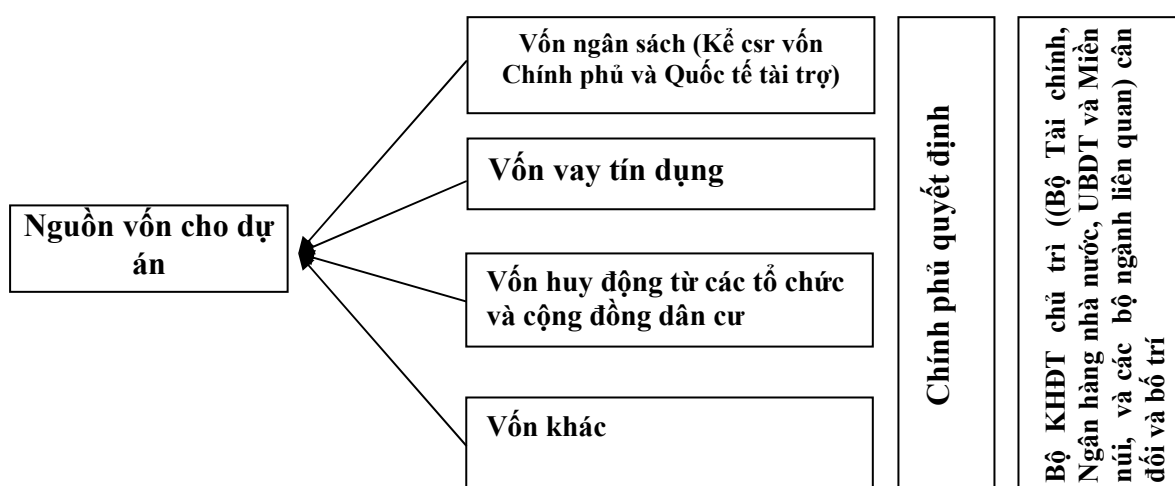 Vốn ngân sách (Kể csr vốn
Chính phủ và Quốc tế tài trợ)
Vốn vay tín dụng
Nguồn vốn cho dự
án
Vốn huy động từ các tổ chức
và cộng đồng dân cư
Vốn khác
Chính phủ quyết định
Bộ KHĐT chủ trì ((Bộ Tài chính,
Ngân hàng nhà nước, UBDT và Miền
núi, và các bộ ngành liên quan) cân
đối và bố trí